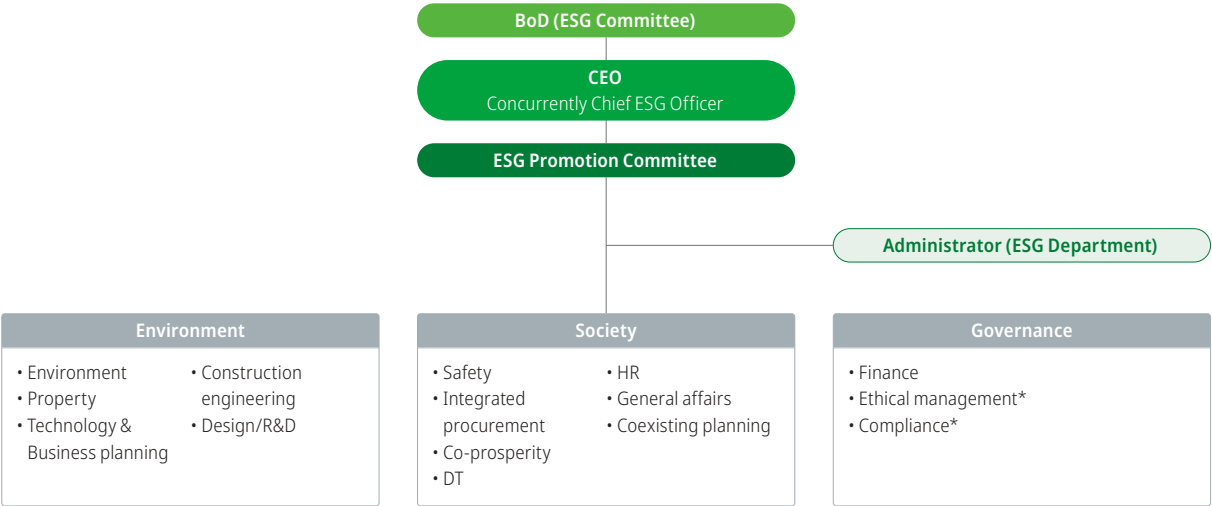 BoD (ESG Committee)
CEO
Concurrently Chief ESG Officer
ESG Promotion Committee
Administrator (ESG Department)
Environment
• Environment
• Property
• Technology &
Business planning
• Construction
engineering
• Design/R&D
Society
• Safety
• Integrated
procurement
• Co-prosperity
• DT
• HR
• General affairs
• Coexisting planning
Governance
• Finance
• Ethical management*
• Compliance*